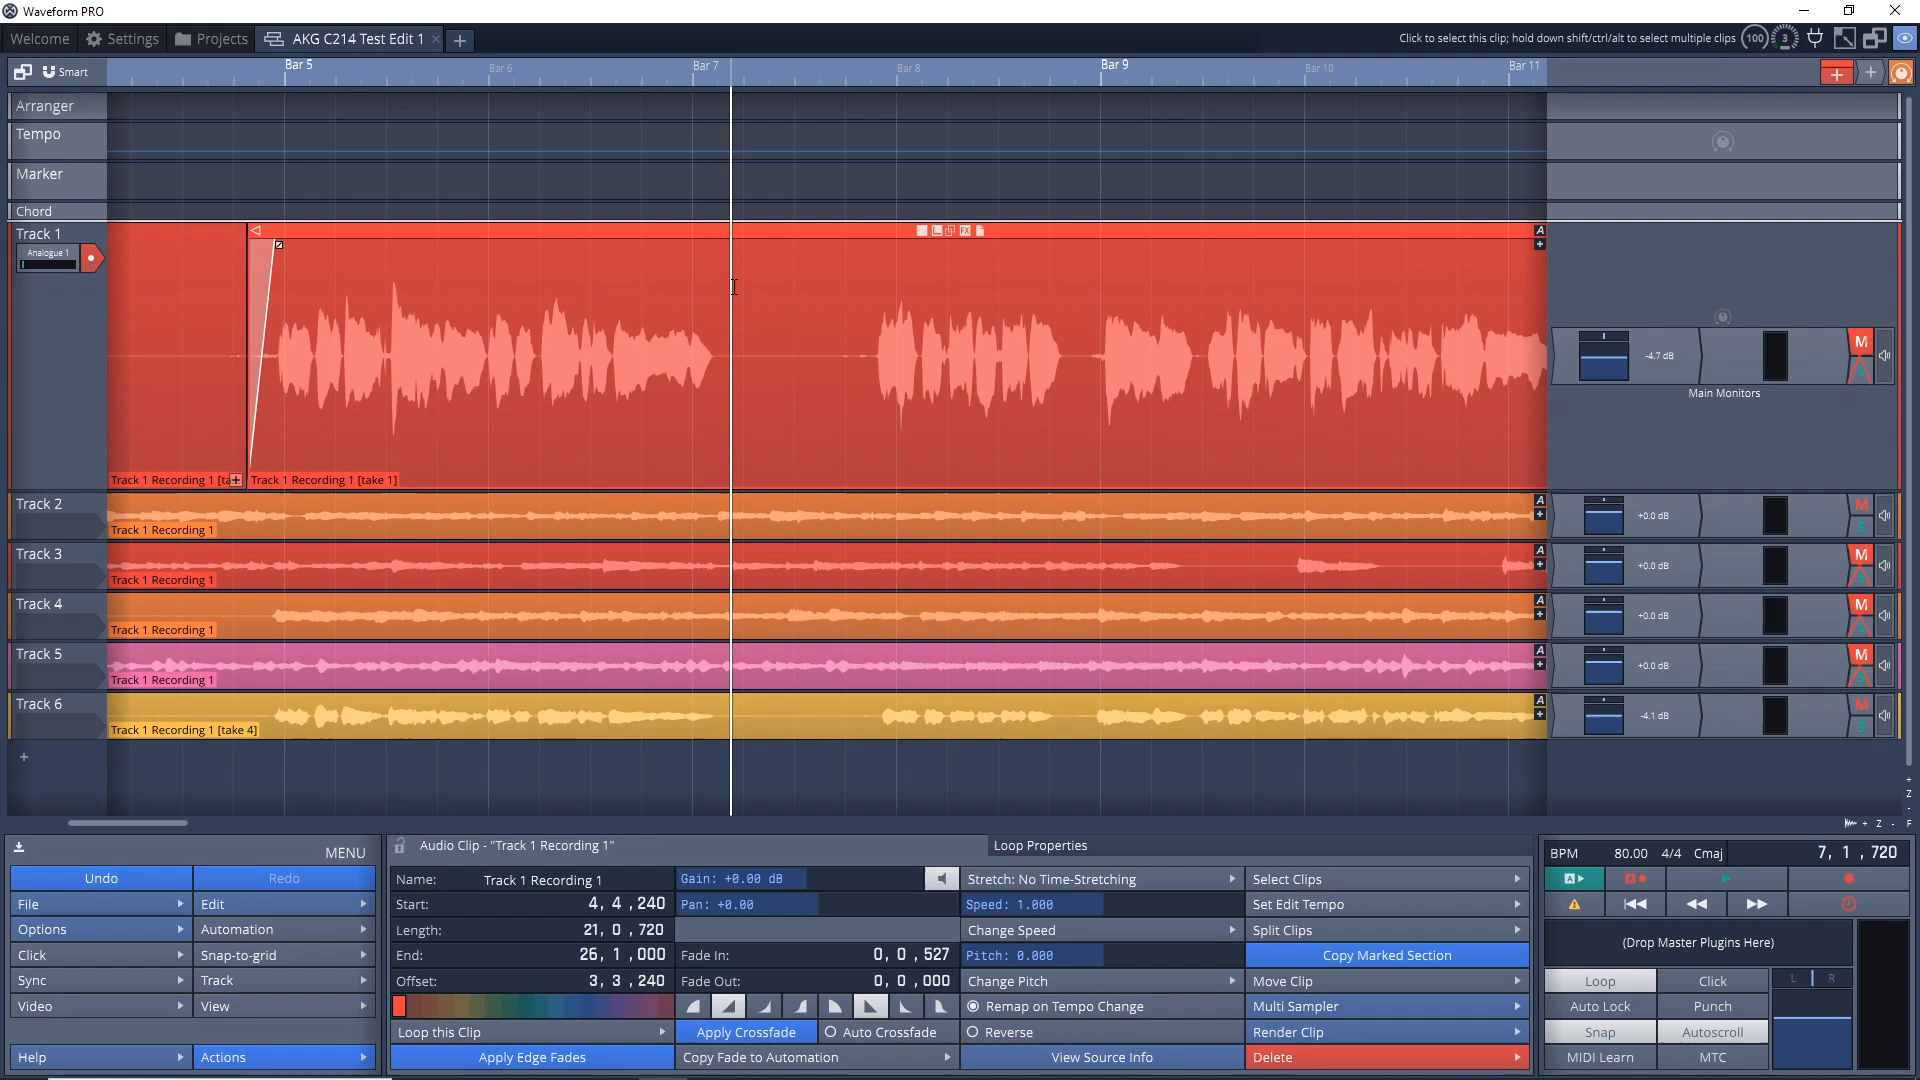 Waveform PRO
Welcome Settings Projects AKG C214 Test Edit 1 × +
Click to select this clip; hold down shift/ctrl/alt to select multiple clips 100 3
Smart Bar 5 Bar 6 Bar 7 Bar 8 Bar 9 Bar 10 Bar 11
Arranger
Tempo
Marker
Chord
Track 1
Analogue 1
FX A
-4.7 dB M S
Main Monitors
Track 1 Recording 1 [ta Track 1 Recording 1 [take 1]
Track 2 A
+0.0 dB M S
Track 1 Recording 1
Track 3 A
+0.0 dB M
Track 1 Recording 1
Track 4 A
+0.0 dB M
Track 1 Recording 1
Track 5 A
+0.0 dB M
Track 1 Recording 1
Track 6 A
-4.1 dB M S
Track 1 Recording 1 [take 4]
+
+
Z
-
+ Z - F
MENU
Undo Redo
File Edit
Options Automation
Click Snap-to-grid
Sync Track
Video View
Help Actions
Audio Clip - "Track 1 Recording 1" Loop Properties
Name: Track 1 Recording 1 Gain: +0.00 dB Stretch: No Time-Stretching Select Clips
Start: 4, 4 ,240 Pan: +0.00 Speed: 1.000 Set Edit Tempo
Length: 21, 0 ,720 Change Speed Split Clips
End: 26, 1 ,000 Fade In: 0, 0 ,527 Pitch: 0.000 Copy Marked Section
Offset: 3, 3 ,240 Fade Out: 0, 0 ,000 Change Pitch Move Clip
Remap on Tempo Change Multi Sampler
Loop this Clip Apply Crossfade Auto Crossfade Reverse Render Clip
Apply Edge Fades Copy Fade to Automation View Source Info Delete
BPM 80.00 4/4 Cmaj 7, 1 ,720
A A
(Drop Master Plugins Here)
Loop Click L R
Auto Lock Punch
Snap Autoscroll
MIDI Learn MTC